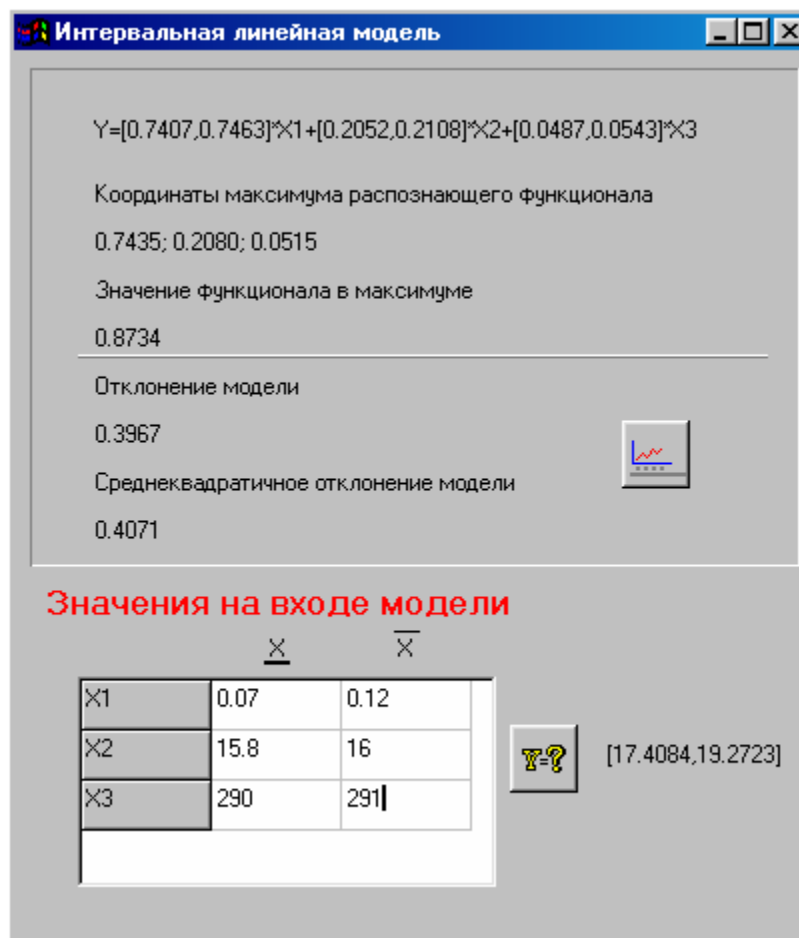 Интервальная линейная модель
Y=[0.7407,0.7463]*X1+[0.2052,0.2108]*X2+[0.0487,0.0543]*X3
Координаты максимума распознающего функционала
0.7435; 0.2080; 0.0515
Значение функционала в максимуме
0.8734
Отклонение модели
0.3967
Среднеквадратичное отклонение модели
0.4071
Значения на входе модели
X X
X1 0.07 0.12
X2 15.8 16
Y=? [17.4084,19.2723]
X3 290 291